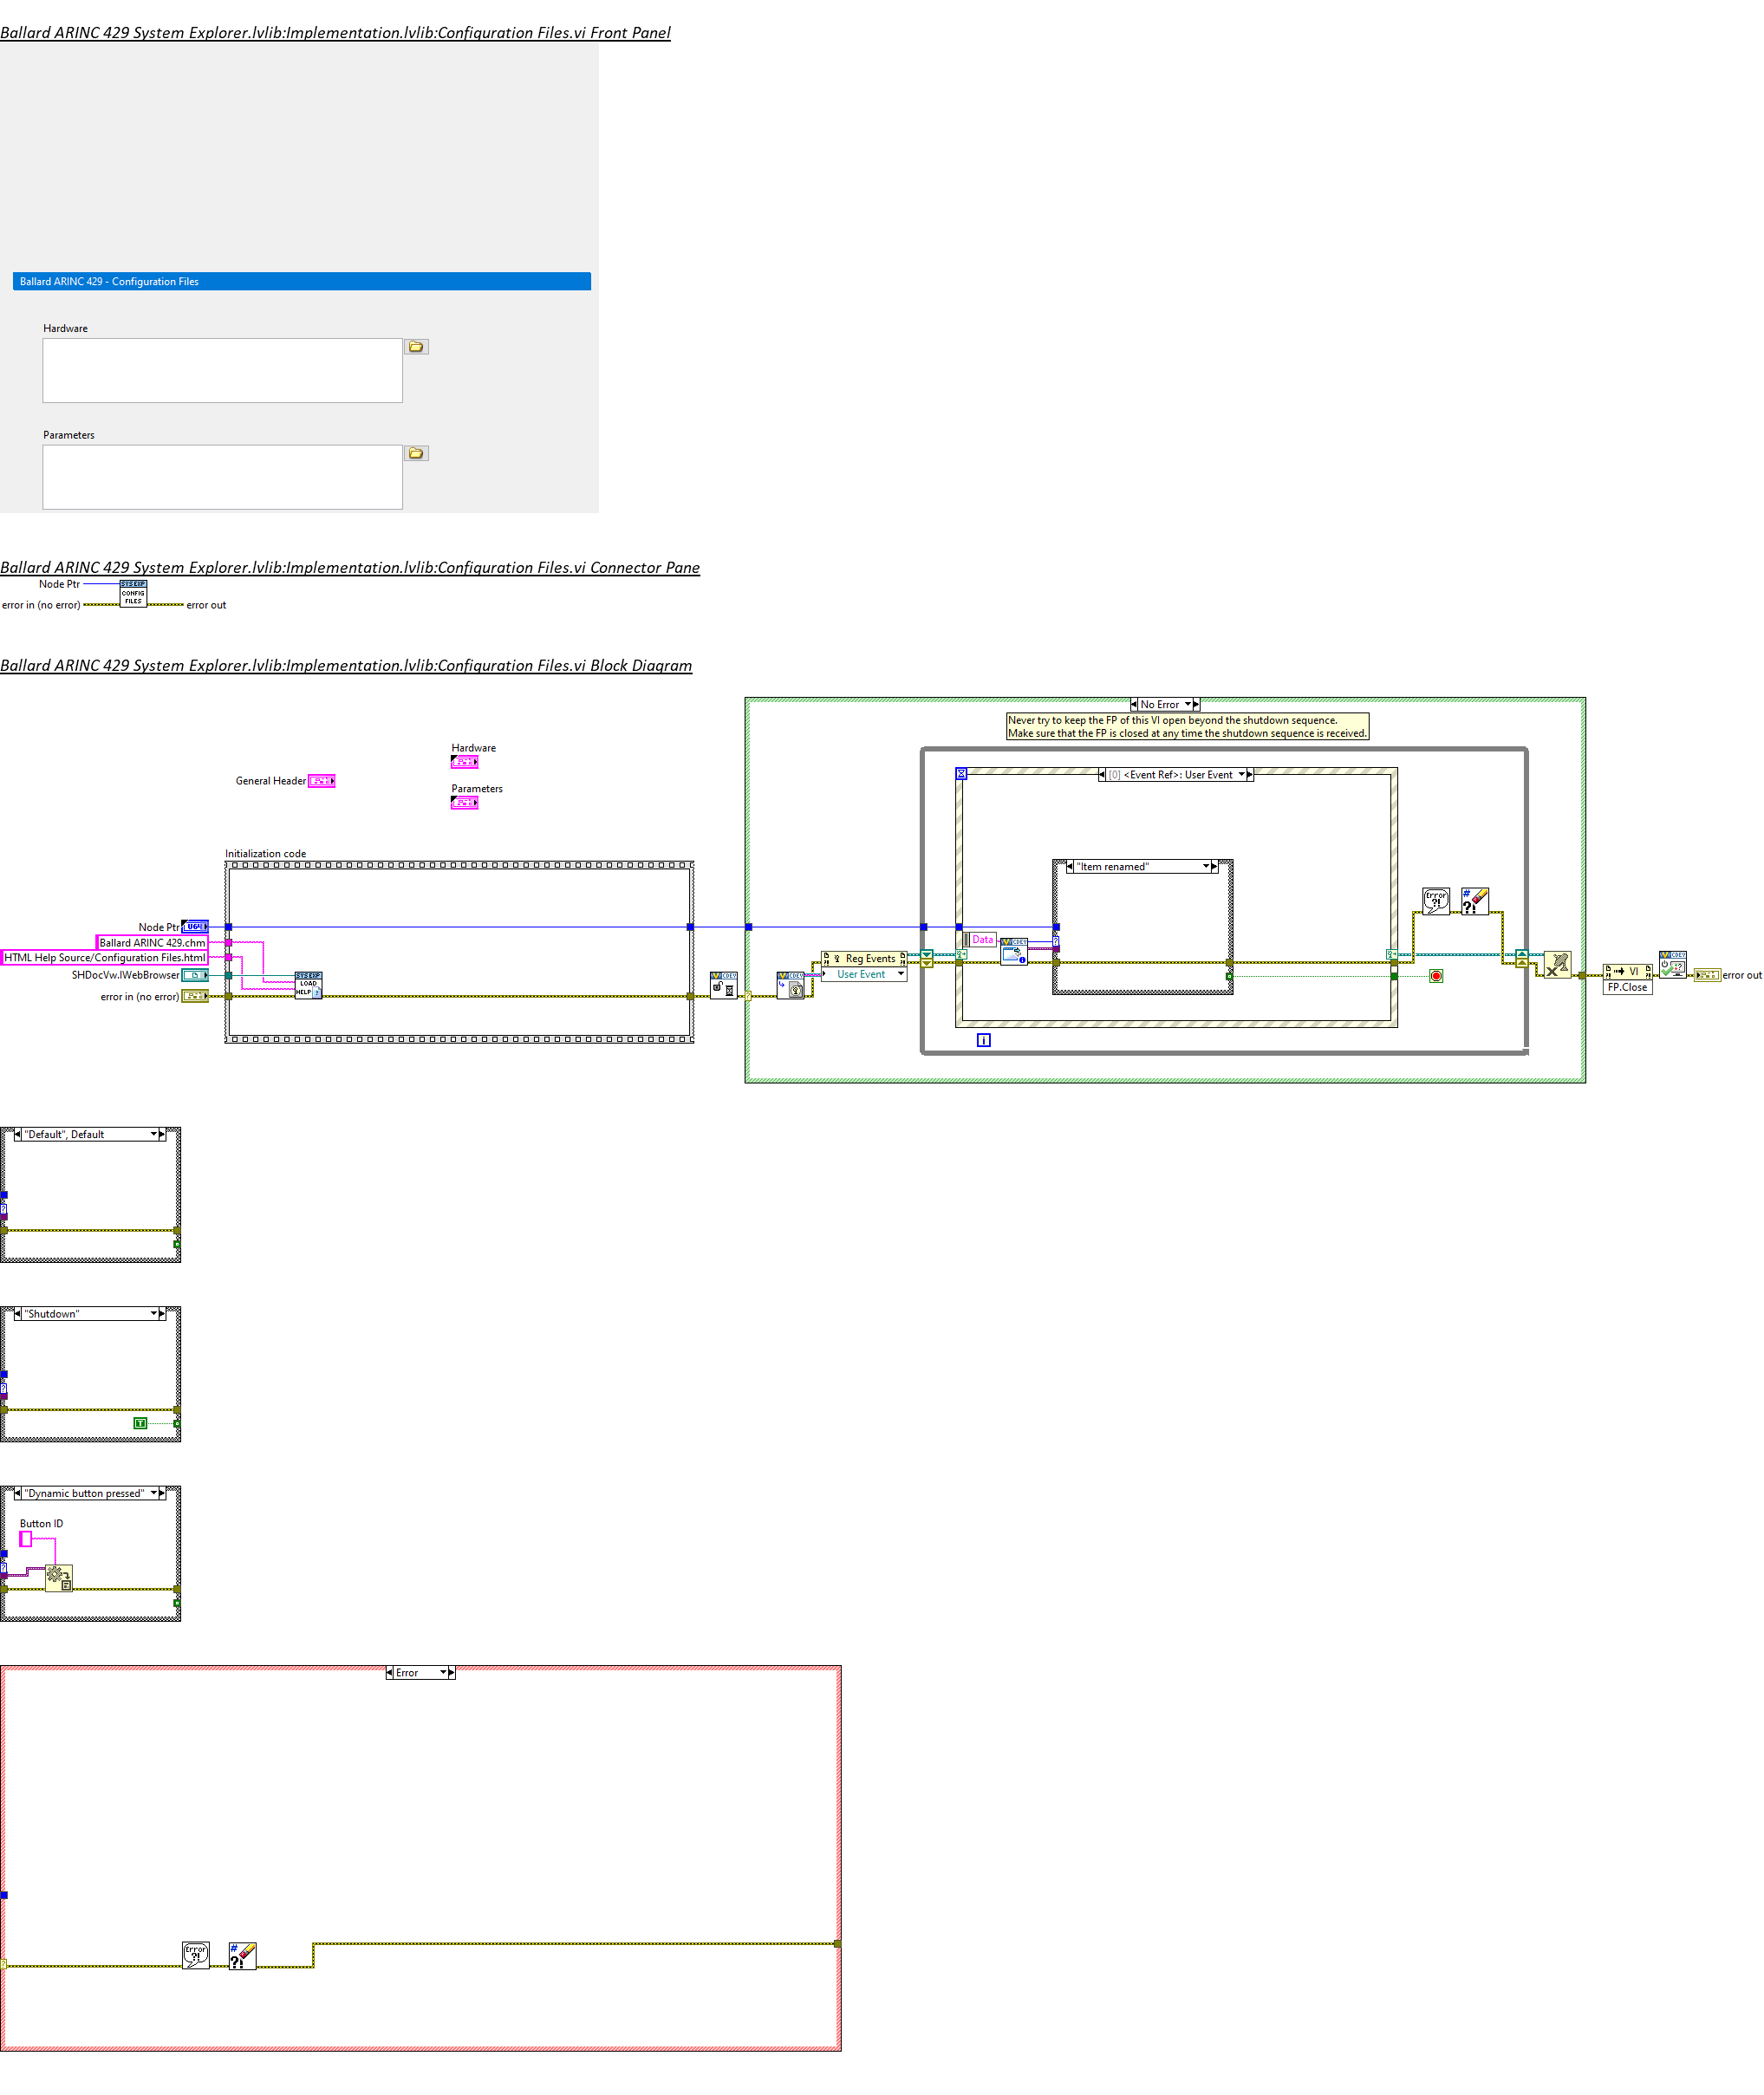 Ballard ARINC 429 System Explorer.lvlib:Implementation.lvlib:Configuration Files.vi Front Panel
Ballard ARINC 429 - Configuration Files
Hardware
Parameters
Ballard ARINC 429 System Explorer.lvlib:Implementation.lvlib:Configuration Files.vi Connector Pane
Node Ptr
SYSEXP
CONFIG
FILES
error in (no error)
error out
Ballard ARINC 429 System Explorer.lvlib:Implementation.lvlib:Configuration Files.vi Block Diagram
No Error
Never try to keep the FP of this VI open beyond the shutdown sequence.
Make sure that the FP is closed at any time the shutdown sequence is received.
Hardware
General Header
Parameters
[0] <Event Ref>: User Event
Initialization code
"Item renamed"
Error
?!
#
?!
Node Ptr
U64
Ballard ARINC 429.chm
HTML Help Source/Configuration Files.html
SHDocVw.IWebBrowser
error in (no error)
SYSEXP
LOAD
HELP
Reg Events
User Event
Data
i
VI
FP.Close
error out
"Default", Default
"Shutdown"
T
"Dynamic button pressed"
Button ID
Error
Error
?!
#
?!